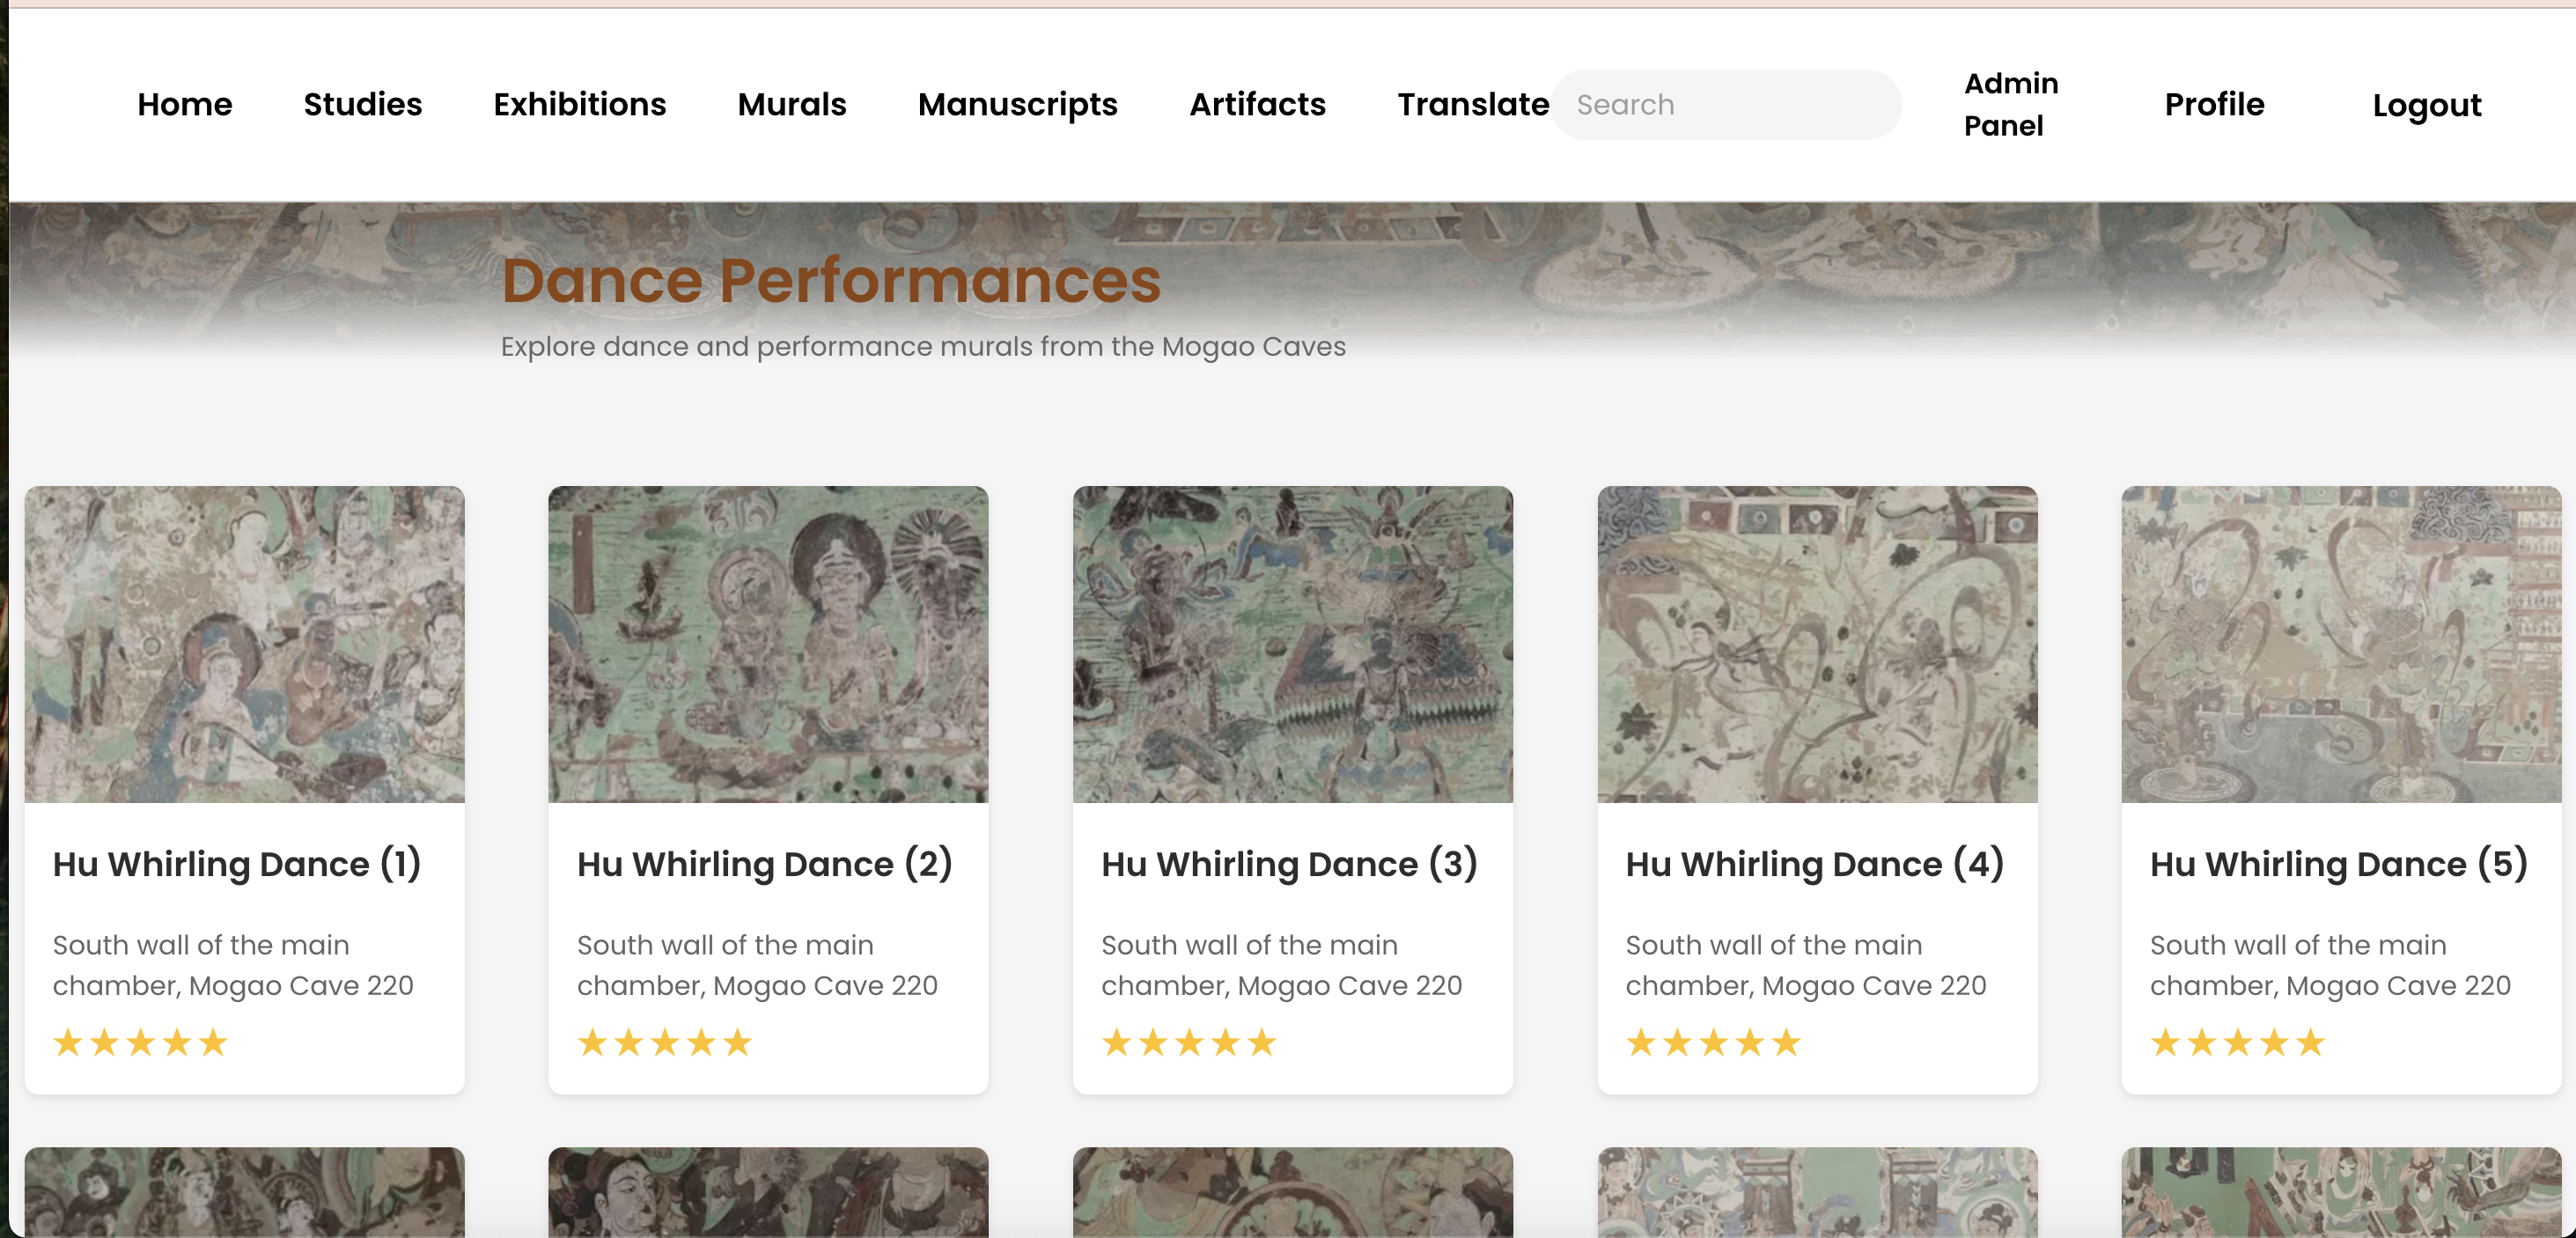 Home Studies Exhibitions Murals Manuscripts Artifacts Translate Search Admin Panel Profile Logout
Dance Performances
Explore dance and performance murals from the Mogao Caves
Hu Whirling Dance (1)
South wall of the main
chamber, Mogao Cave 220
★★★★★
Hu Whirling Dance (2)
South wall of the main
chamber, Mogao Cave 220
★★★★★
Hu Whirling Dance (3)
South wall of the main
chamber, Mogao Cave 220
★★★★★
Hu Whirling Dance (4)
South wall of the main
chamber, Mogao Cave 220
★★★★★
Hu Whirling Dance (5)
South wall of the main
chamber, Mogao Cave 220
★★★★★